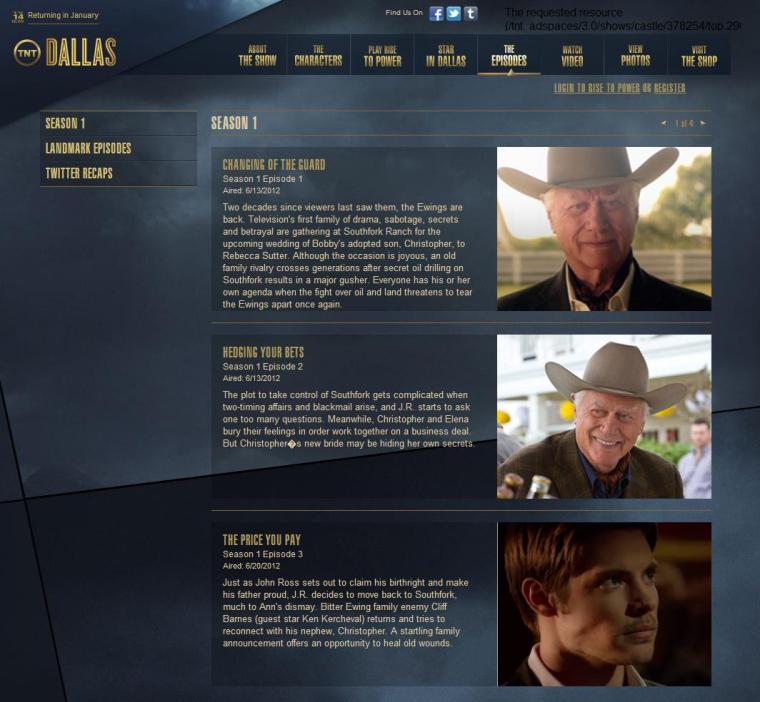 Returning in January
Find Us On
The requested resource
(/tnt_adspaces/3.0/shows/castle/378254/top.29
TNT DALLAS
ABOUT THE SHOW
THE CHARACTERS
PLAY RISE TO POWER
STAR IN DALLAS
THE EPISODES
WATCH VIDEO
VIEW PHOTOS
VISIT THE SHOP
LOGIN TO RISE TO POWER OR REGISTER
SEASON 1
LANDMARK EPISODES
TWITTER RECAPS
SEASON 1
1 of 4
CHANGING OF THE GUARD
Season 1 Episode 1
Aired: 6/13/2012
Two decades since viewers last saw them, the Ewings are
back. Television's first family of drama, sabotage, secrets
and betrayal are gathering at Southfork Ranch for the
upcoming wedding of Bobby's adopted son, Christopher, to
Rebecca Sutter. Although the occasion is joyous, an old
family rivalry crosses generations after secret oil drilling on
Southfork results in a major gusher. Everyone has his or her
own agenda when the fight over oil and land threatens to tear
the Ewings apart once again.
HEDGING YOUR BETS
Season 1 Episode 2
Aired: 6/13/2012
The plot to take control of Southfork gets complicated when
two-timing affairs and blackmail arise, and J.R. starts to ask
one too many questions. Meanwhile, Christopher and Elena
bury their feelings in order work together on a business deal.
But Christopher�s new bride may be hiding her own secrets.
THE PRICE YOU PAY
Season 1 Episode 3
Aired: 6/20/2012
Just as John Ross sets out to claim his birthright and make
his father proud, J.R. decides to move back to Southfork,
much to Ann's dismay. Bitter Ewing family enemy Cliff
Barnes (guest star Ken Kercheval) returns and tries to
reconnect with his nephew, Christopher. A startling family
announcement offers an opportunity to heal old wounds.